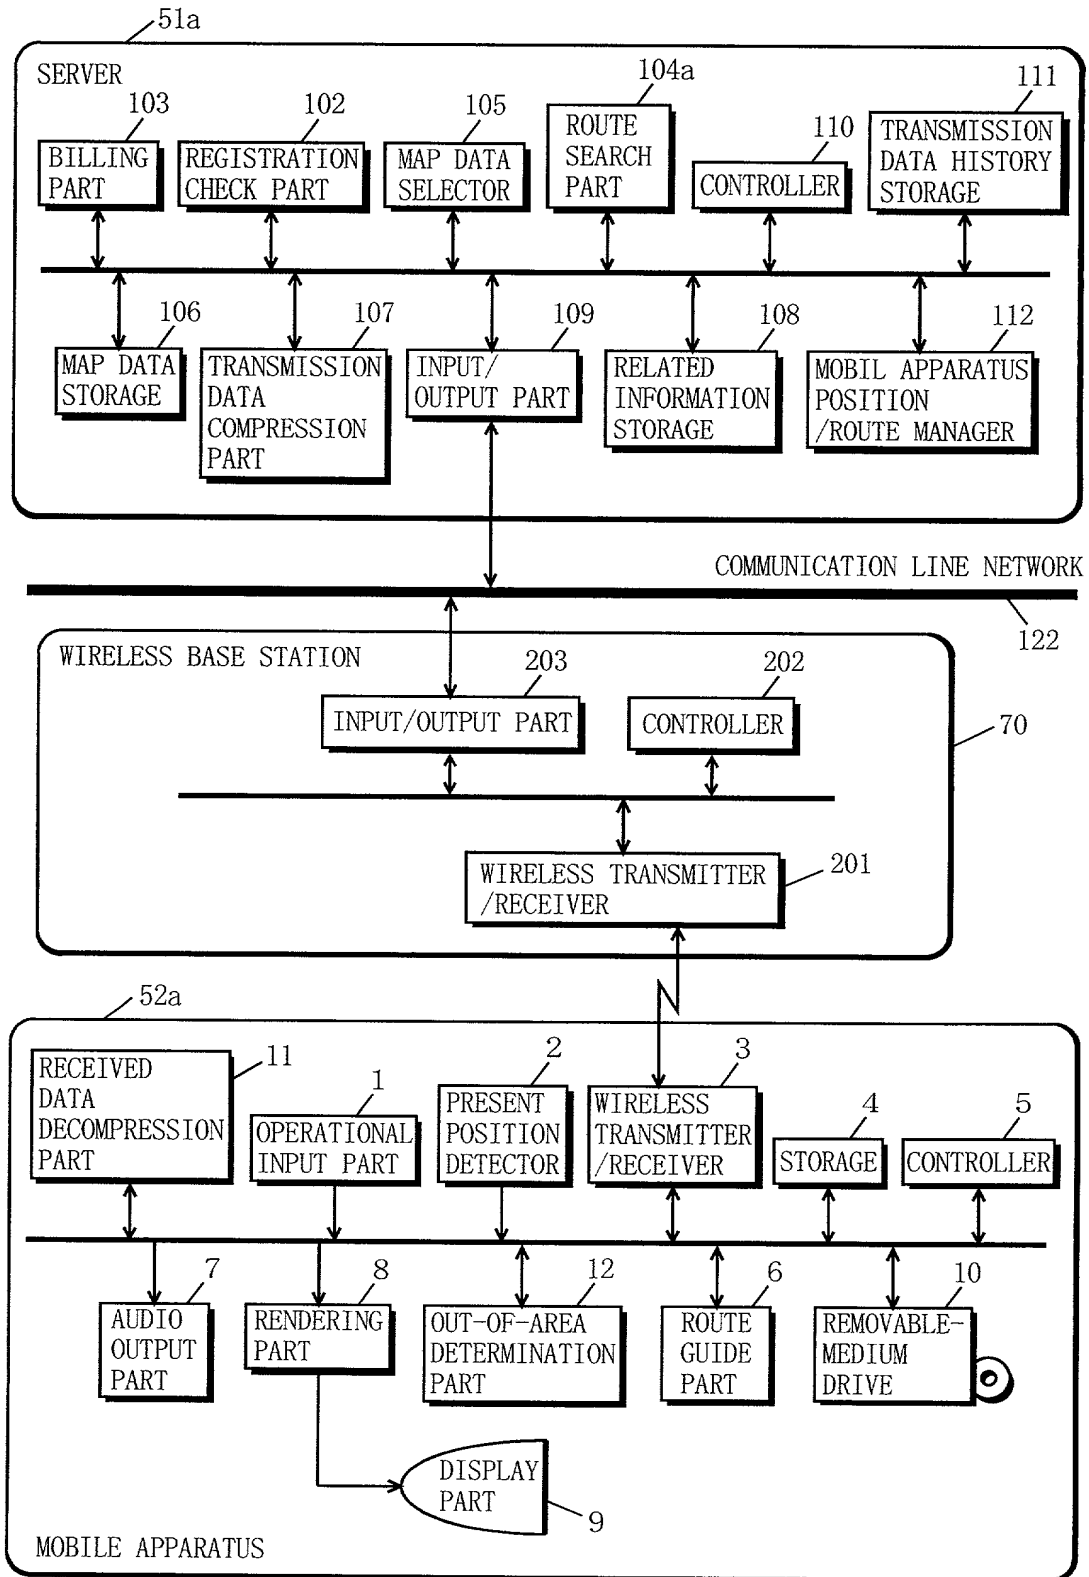 51a
SERVER
103
BILLING
PART
102
REGISTRATION
CHECK PART
105
MAP DATA
SELECTOR
104a
ROUTE
SEARCH
PART
110
CONTROLLER
111
TRANSMISSION
DATA HISTORY
STORAGE
106
MAP DATA
STORAGE
107
TRANSMISSION
DATA
COMPRESSION
PART
109
INPUT/
OUTPUT PART
108
RELATED
INFORMATION
STORAGE
112
MOBIL APPARATUS
POSITION
/ROUTE MANAGER
COMMUNICATION LINE NETWORK
122
WIRELESS BASE STATION
203
INPUT/OUTPUT PART
202
CONTROLLER
70
WIRELESS TRANSMITTER
/RECEIVER
201
52a
11
RECEIVED
DATA
DECOMPRESSION
PART
1
OPERATIONAL
INPUT PART
2
PRESENT
POSITION
DETECTOR
3
WIRELESS
TRANSMITTER
/RECEIVER
4
STORAGE
5
CONTROLLER
7
AUDIO
OUTPUT
PART
8
RENDERING
PART
12
OUT-OF-AREA
DETERMINATION
PART
6
ROUTE
GUIDE
PART
10
REMOVABLE-
MEDIUM
DRIVE
DISPLAY
PART
9
MOBILE APPARATUS